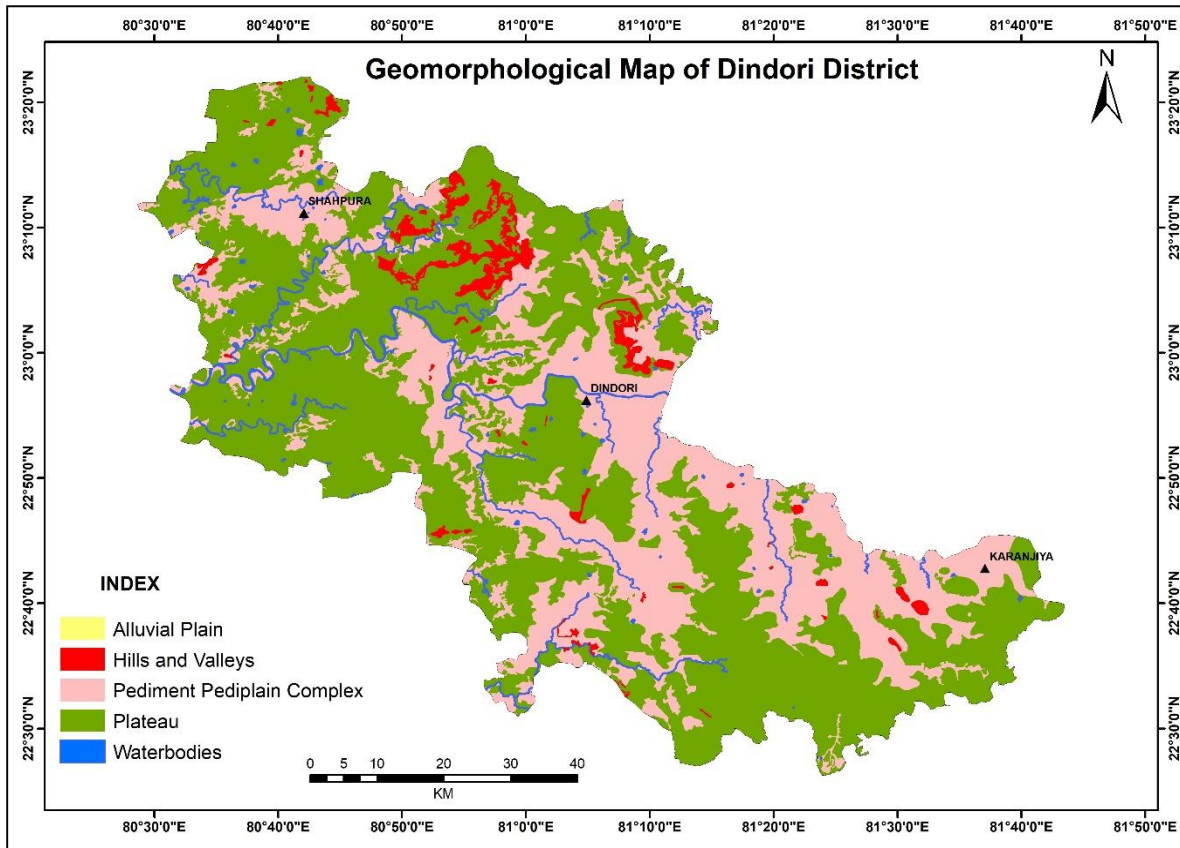 80°30'0"E 80°40'0"E 80°50'0"E 81°0'0"E 81°10'0"E 81°20'0"E 81°30'0"E 81°40'0"E 81°50'0"E
Geomorphological Map of Dindori District
N
23°20'0"N 23°20'0"N
SHAHPURA
23°10'0"N 23°10'0"N
23°0'0"N 23°0'0"N
DINDORI
22°50'0"N 22°50'0"N
KARANJIYA
22°40'0"N 22°40'0"N
22°30'0"N 22°30'0"N
INDEX
Alluvial Plain
Hills and Valleys
Pediment Pediplain Complex
Plateau
Waterbodies
0 5 10 20 30 40
KM
80°30'0"E 80°40'0"E 80°50'0"E 81°0'0"E 81°10'0"E 81°20'0"E 81°30'0"E 81°40'0"E 81°50'0"E